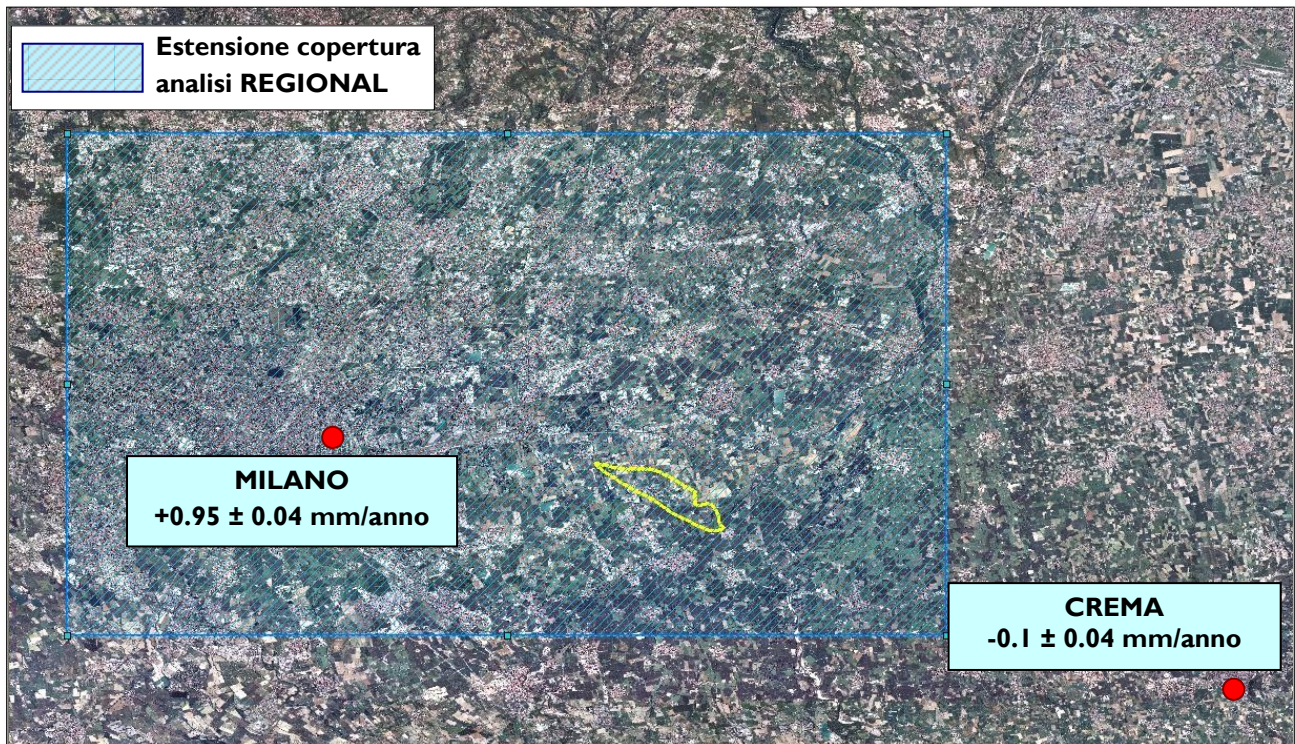 Estensione copertura
analisi REGIONAL
MILANO
+0.95 ± 0.04 mm/anno
CREMA
-0.1 ± 0.04 mm/anno